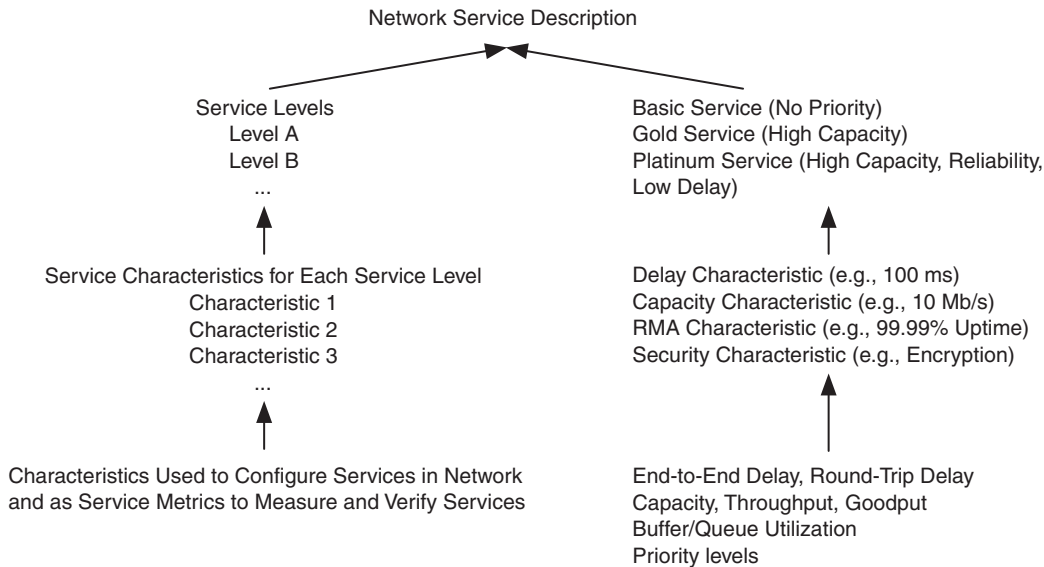 Network Service Description
Service Levels
Level A
Level B
...
Basic Service (No Priority)
Gold Service (High Capacity)
Platinum Service (High Capacity, Reliability,
Low Delay)
Service Characteristics for Each Service Level
Characteristic 1
Characteristic 2
Characteristic 3
...
Delay Characteristic (e.g., 100 ms)
Capacity Characteristic (e.g., 10 Mb/s)
RMA Characteristic (e.g., 99.99% Uptime)
Security Characteristic (e.g., Encryption)
Characteristics Used to Configure Services in Network
and as Service Metrics to Measure and Verify Services
End-to-End Delay, Round-Trip Delay
Capacity, Throughput, Goodput
Buffer/Queue Utilization
Priority levels